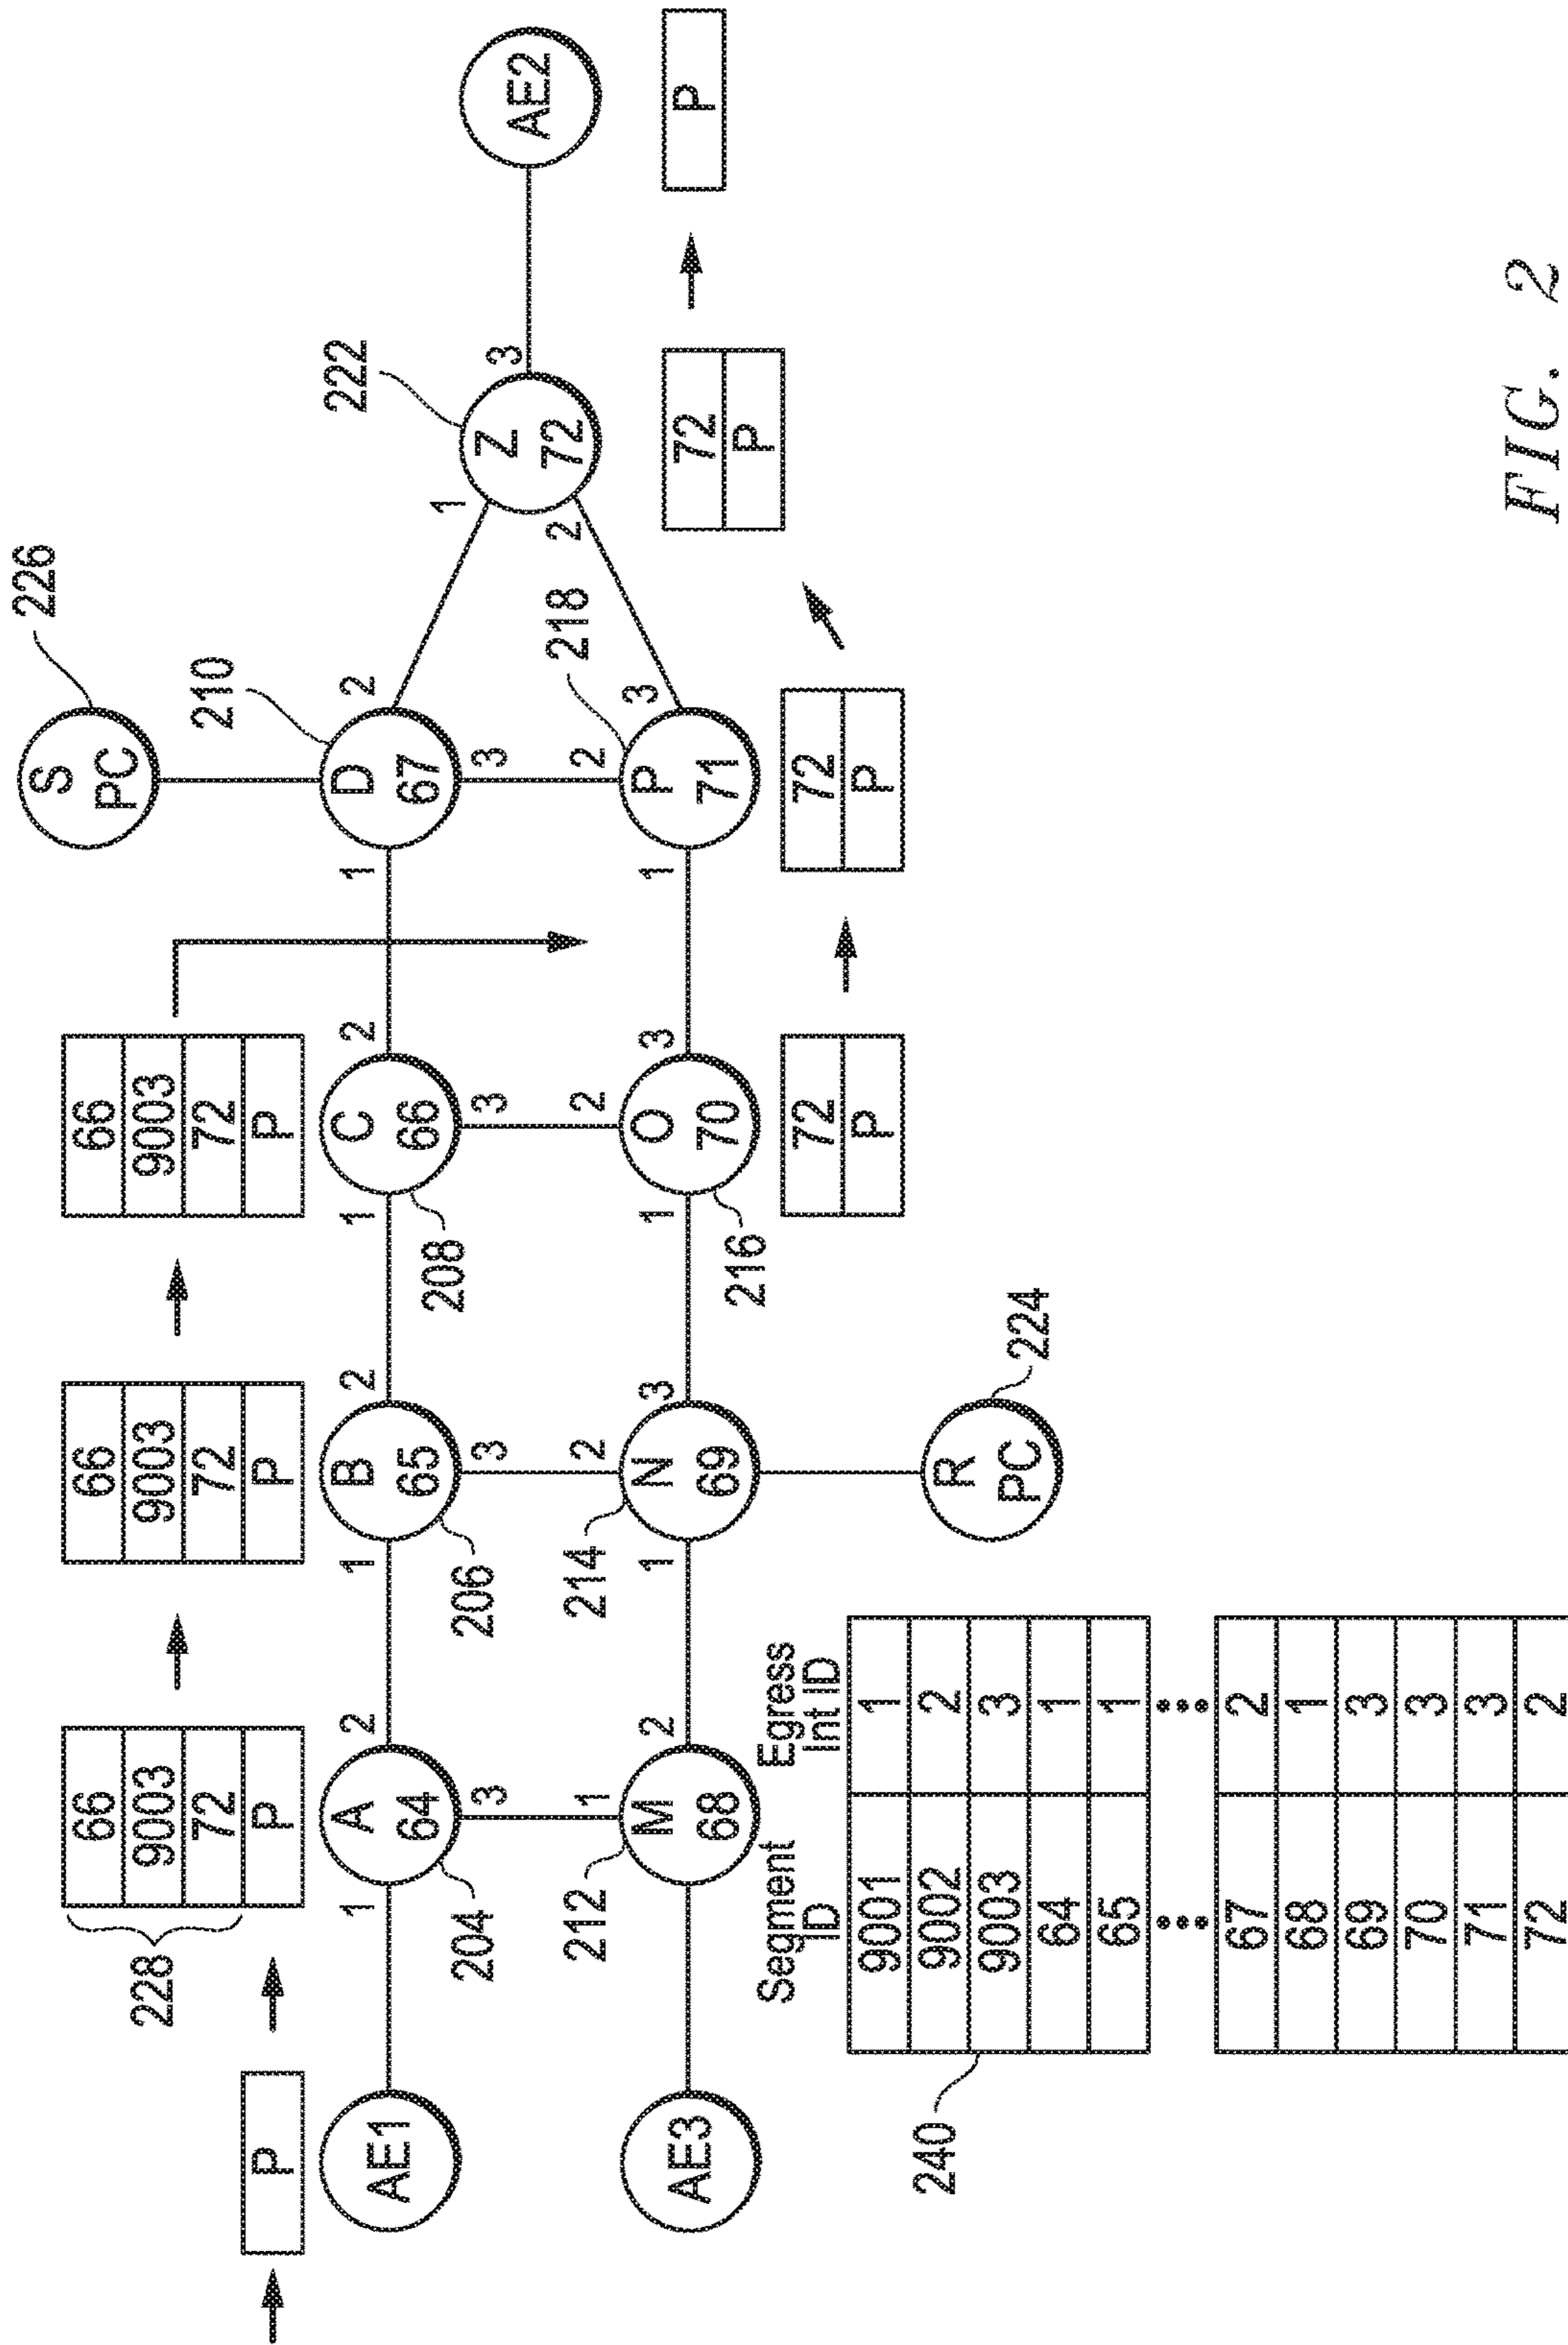 S
PC
226
66
9003
72
P
66
9003
72
P
66
9003
72
P
228
P
210
222
AE1
1
A
64
2
3
204
1
B
65
2
3
206
1
C
66
2
3
208
1
D
67
2
3
1
Z
72
2
3
AE2
AE3
1
M
68
2
212
1
2
N
69
3
214
1
2
O
70
3
216
1
2
P
71
3
218
72
P
72
P
72
P
P
R
PC
224
Segment
ID
Egress
Int ID
9001 1
9002 2
9003 3
64 1
65 1
67 2
68 1
69 3
70 3
71 3
72 2
240
FIG. 2